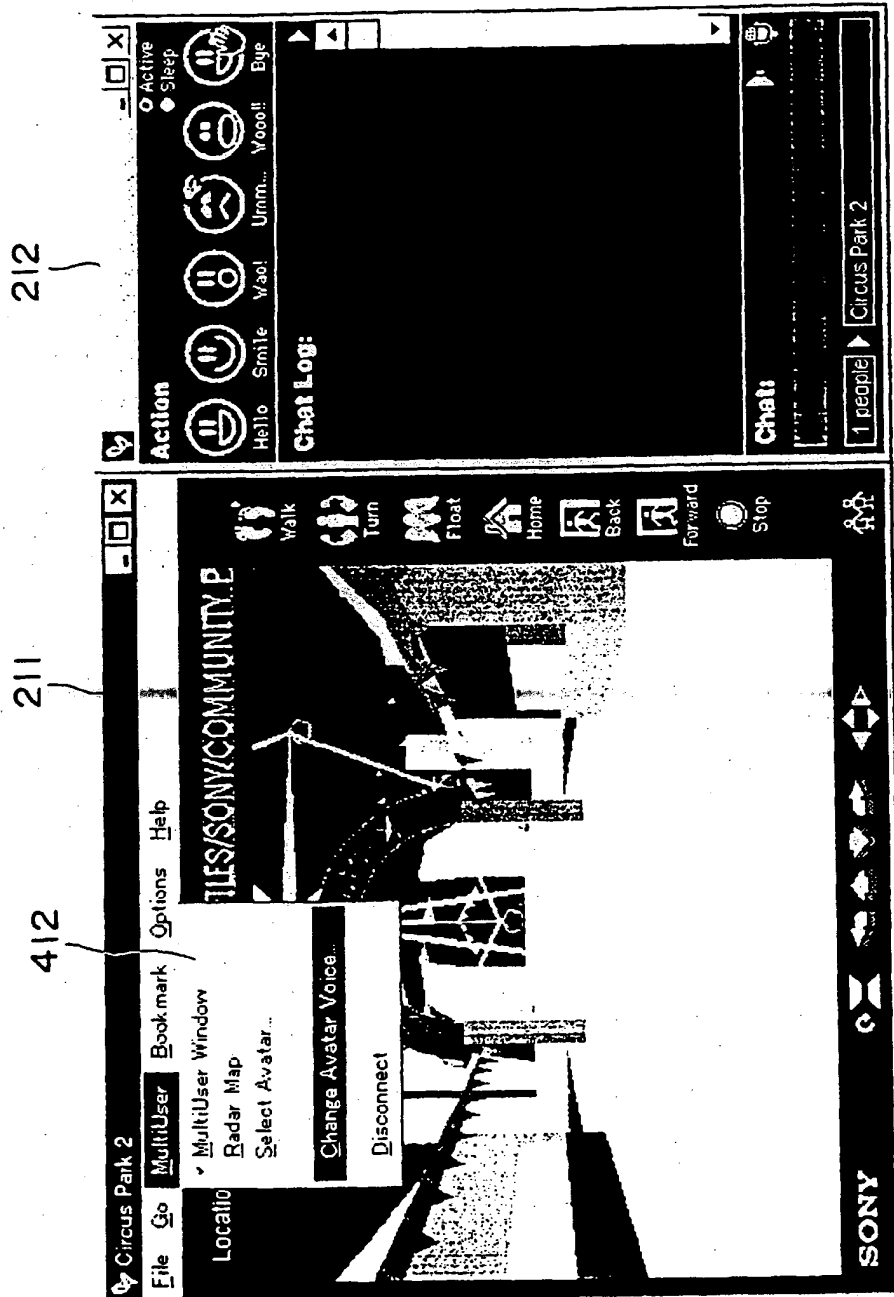 211
212
412
Circus Park 2
File Go MultiUser Bookmark Options Help
Locatio
TILES/SONY/COMMUNITY P
✓ MultiUser Window
Radar Map
Select Avatar...
Change Avatar Voice...
Disconnect
Walk
Turn
Float
Home
Back
Forward
Stop
SONY
Action
Active
Sleep
Hello Smile Wao! Umm... Wooo!! Bye
Chat Log:
Chat:
1 people
Circus Park 2